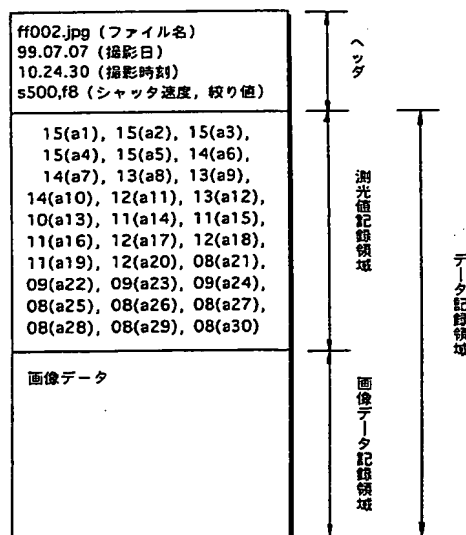 ff002.jpg (ファイル名)
99.07.07 (撮影日)
10.24.30 (撮影時刻)
s500,f8 (シャッタ速度, 絞り値)
15(a1), 15(a2), 15(a3),
15(a4), 15(a5), 14(a6),
14(a7), 13(a8), 13(a9),
14(a10), 12(a11), 13(a12),
10(a13), 11(a14), 11(a15),
11(a16), 12(a17), 12(a18),
11(a19), 12(a20), 08(a21),
09(a22), 09(a23), 09(a24),
08(a25), 08(a26), 08(a27),
08(a28), 08(a29), 08(a30)
画像データ
ヘッダ
測光値記録領域
画像データ記録領域
データ記録領域